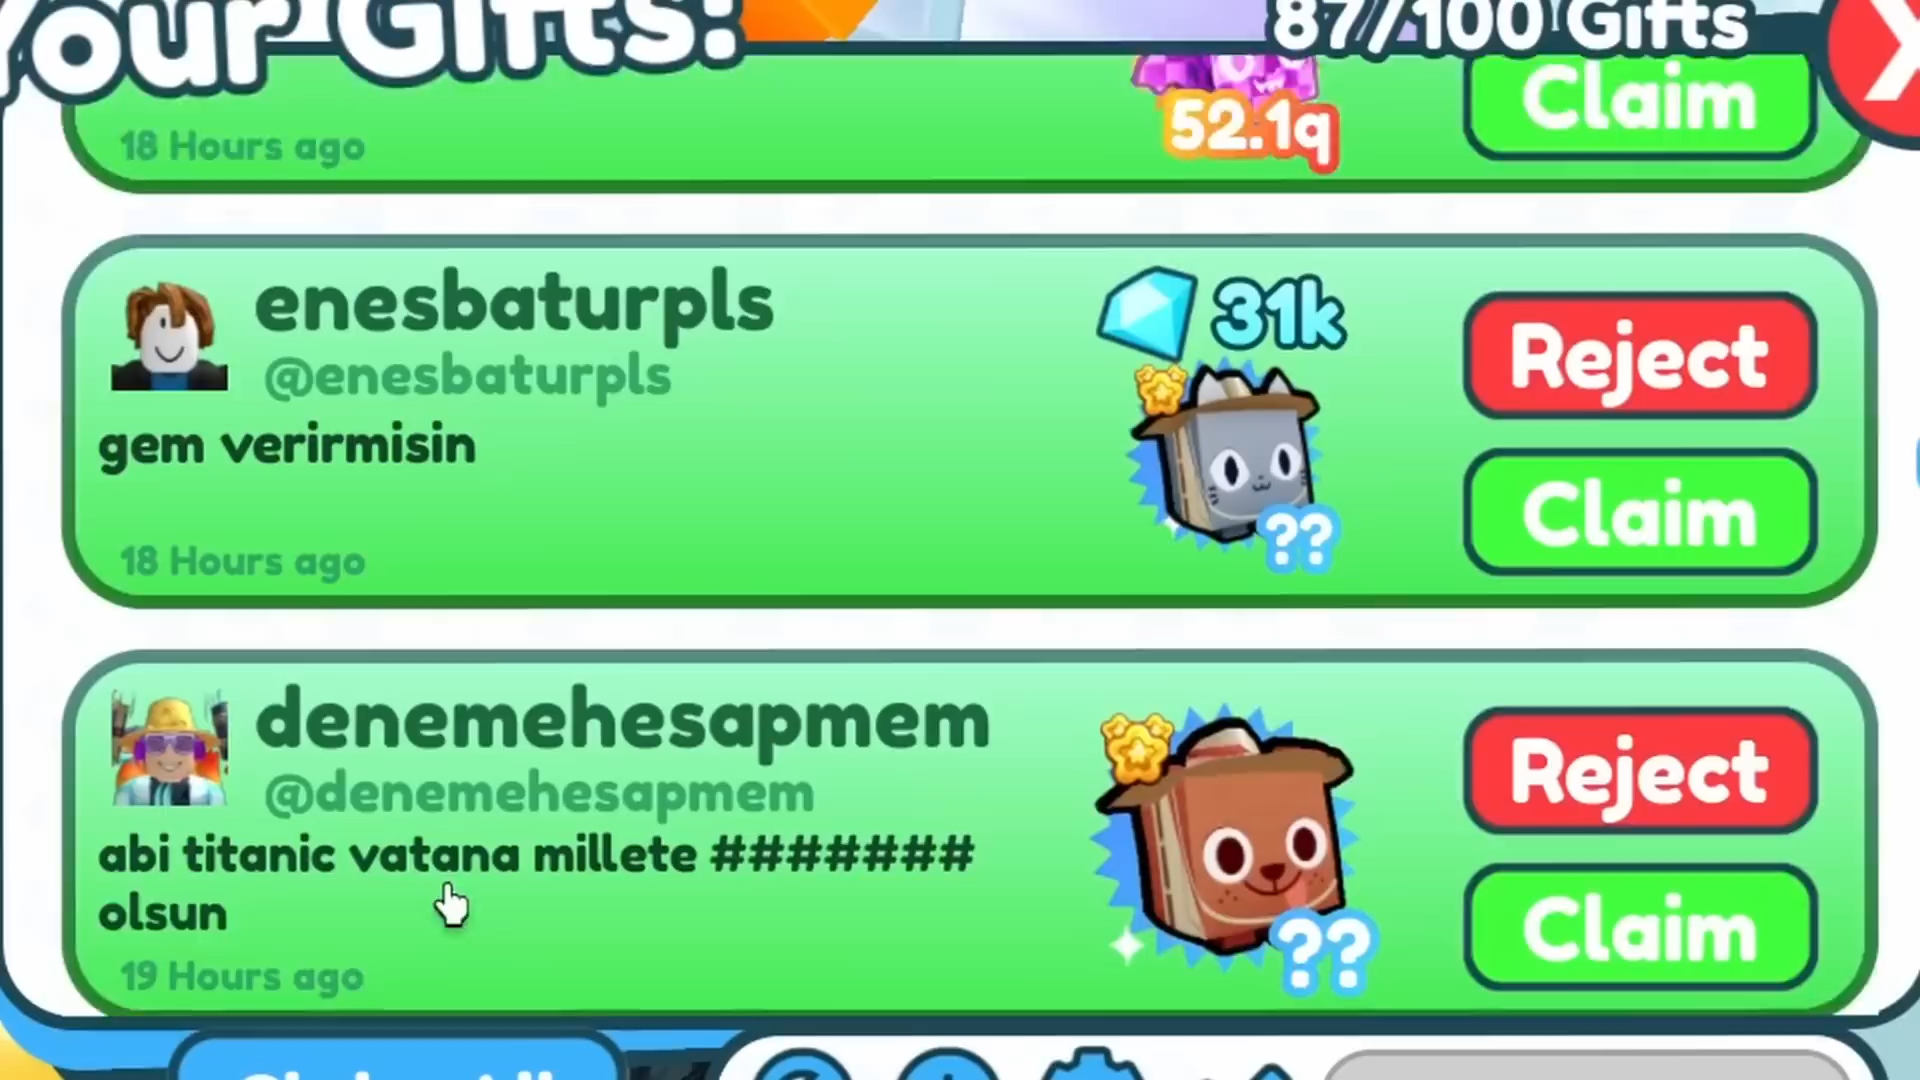 Your Gifts!
87/100 Gifts
X
52.1q
Claim
18 Hours ago
enesbaturpls
@enesbaturpls
gem verirmisin
18 Hours ago
31k
??
Reject
Claim
denemehesapmem
@denemehesapmem
abi titanic vatana millete #######
olsun
19 Hours ago
??
Reject
Claim